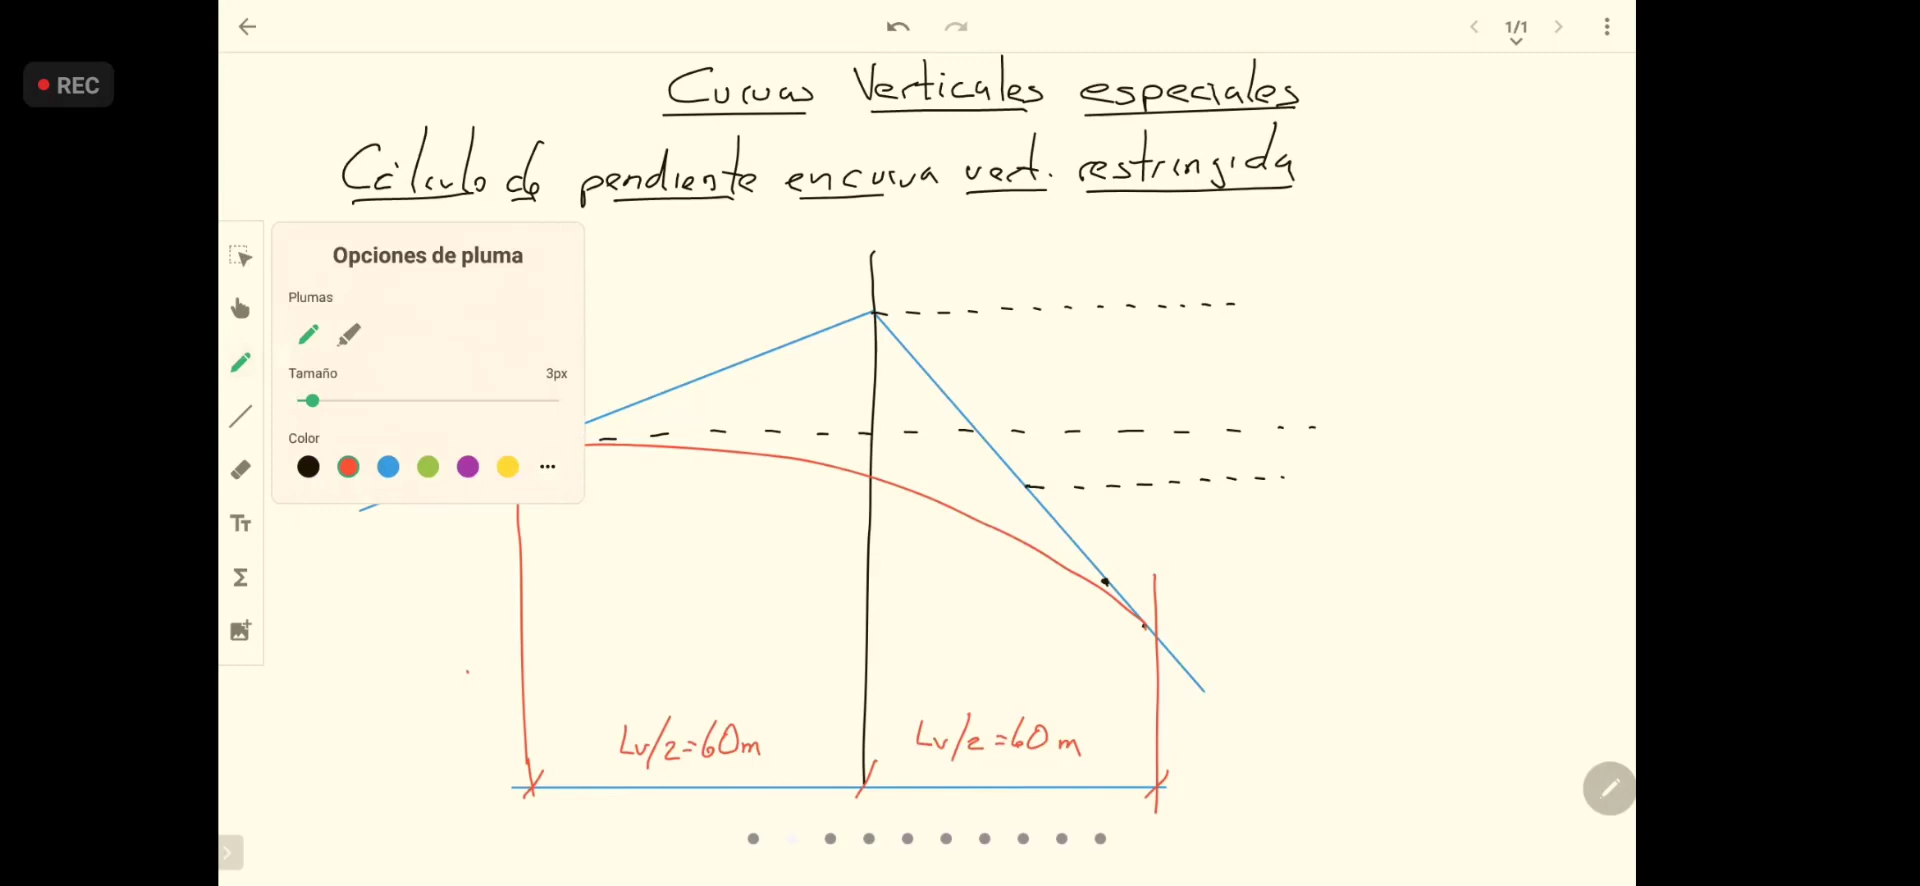 1/1
REC
Curvas Verticales especiales
Cálculo de pendiente en curva vert. restringida
Opciones de pluma
Plumas
Tamaño 3px
Color
Lv/2=60m
Lv/2=60m